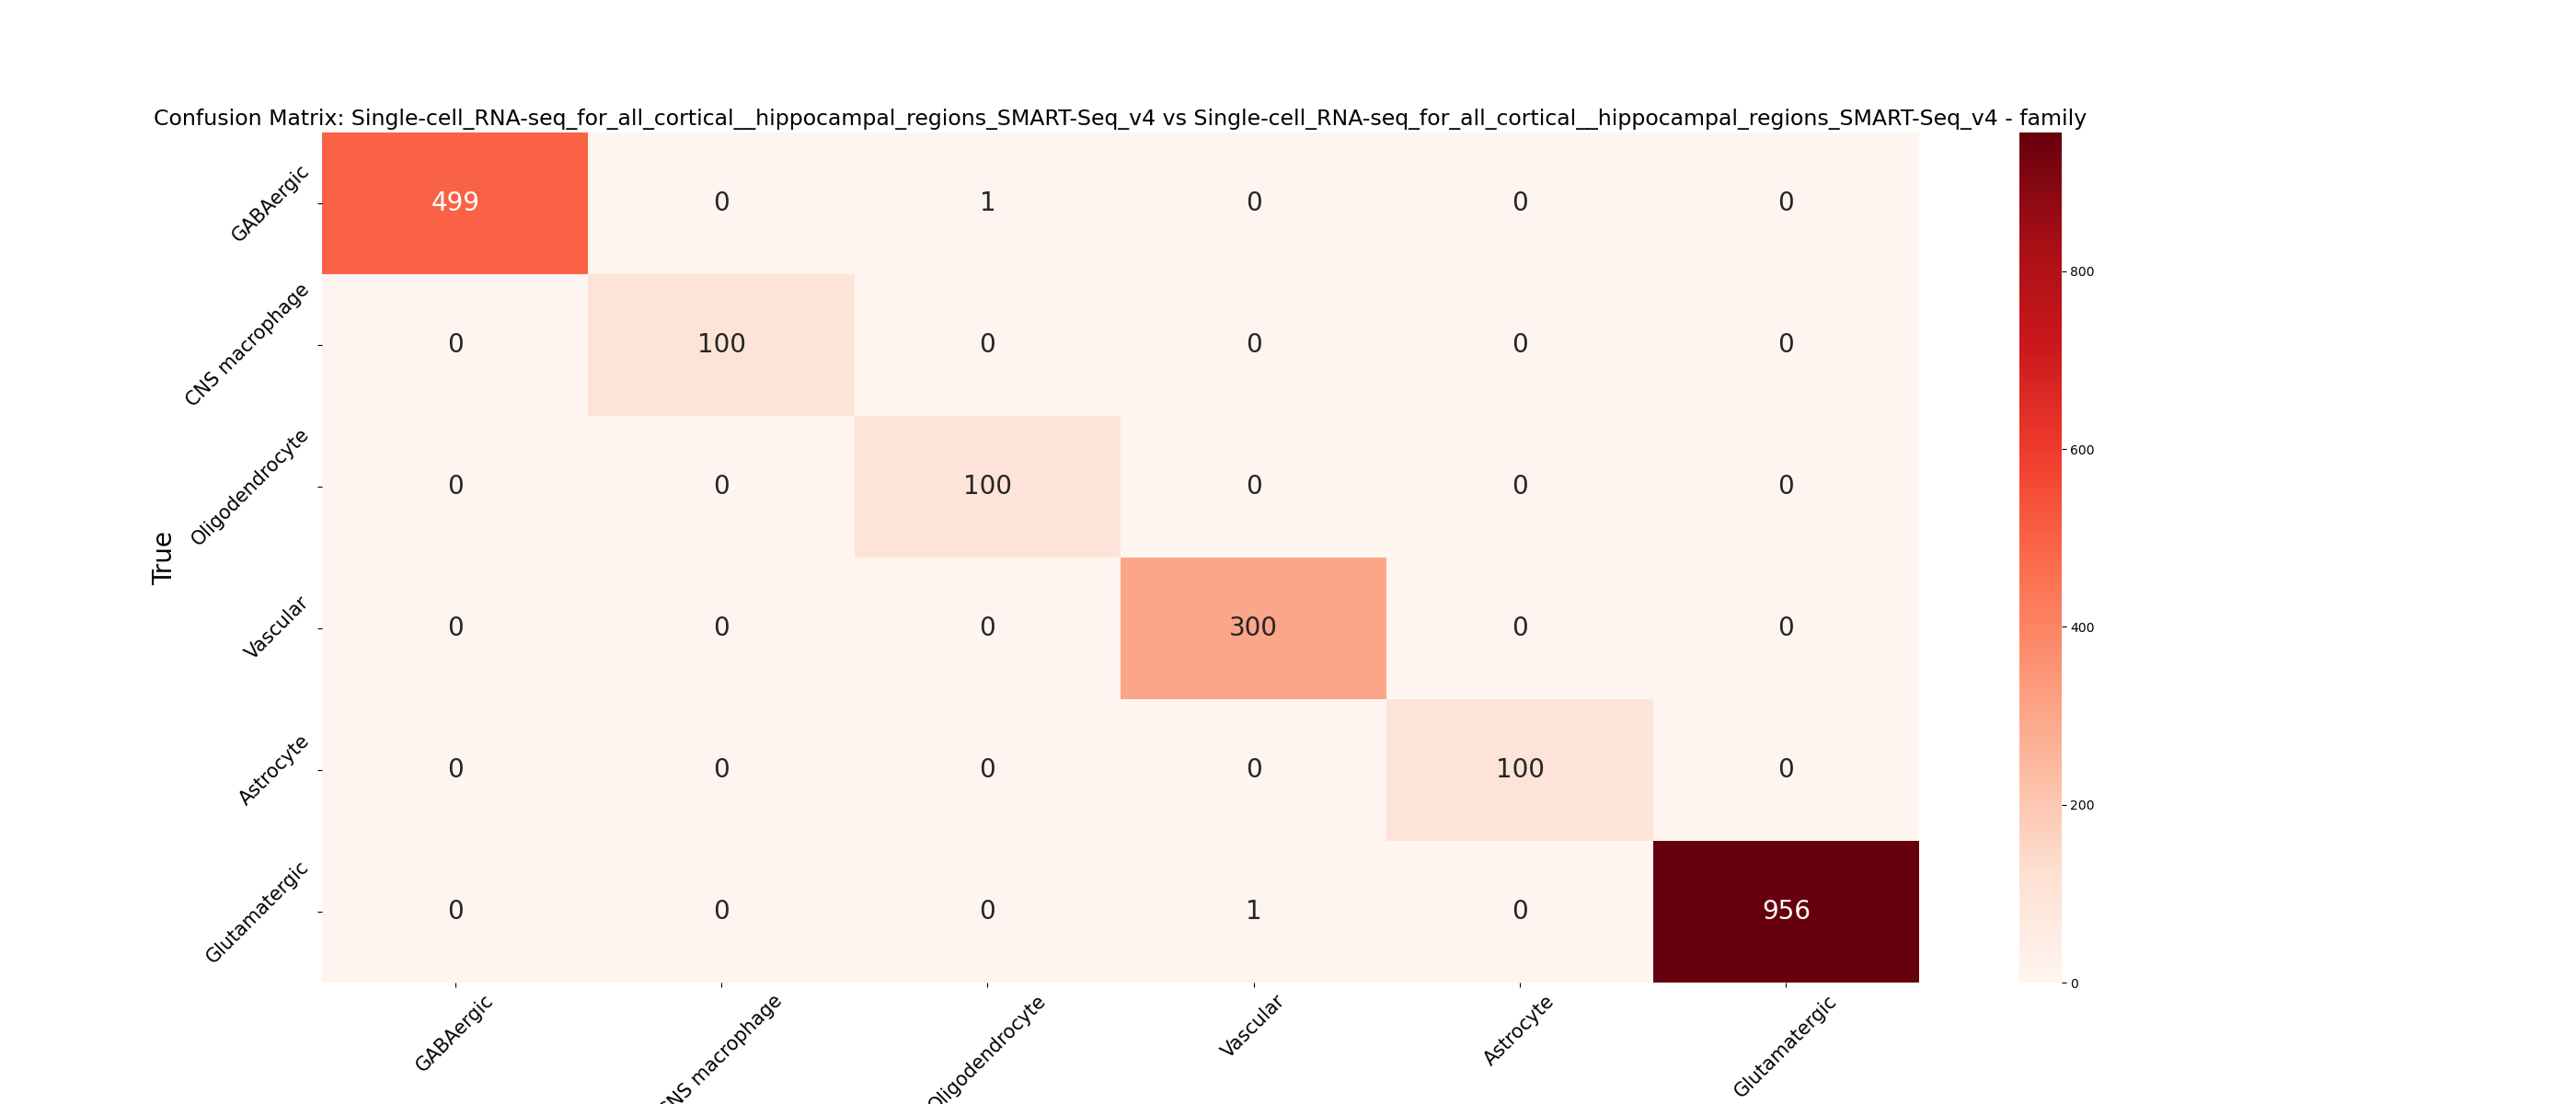 Confusion Matrix: Single-cell_RNA-seq_for_all_cortical__hippocampal_regions_SMART-Seq_v4 vs Single-cell_RNA-seq_for_all_cortical__hippocampal_regions_SMART-Seq_v4 - family
True
GABAergic
499 0 1 0 0 0
CNS macrophage
0 100 0 0 0 0
Oligodendrocyte
0 0 100 0 0 0
Vascular
0 0 0 300 0 0
Astrocyte
0 0 0 0 100 0
Glutamatergic
0 0 0 1 0 956
GABAergic
CNS macrophage
Oligodendrocyte
Vascular
Astrocyte
Glutamatergic
800
600
400
200
0